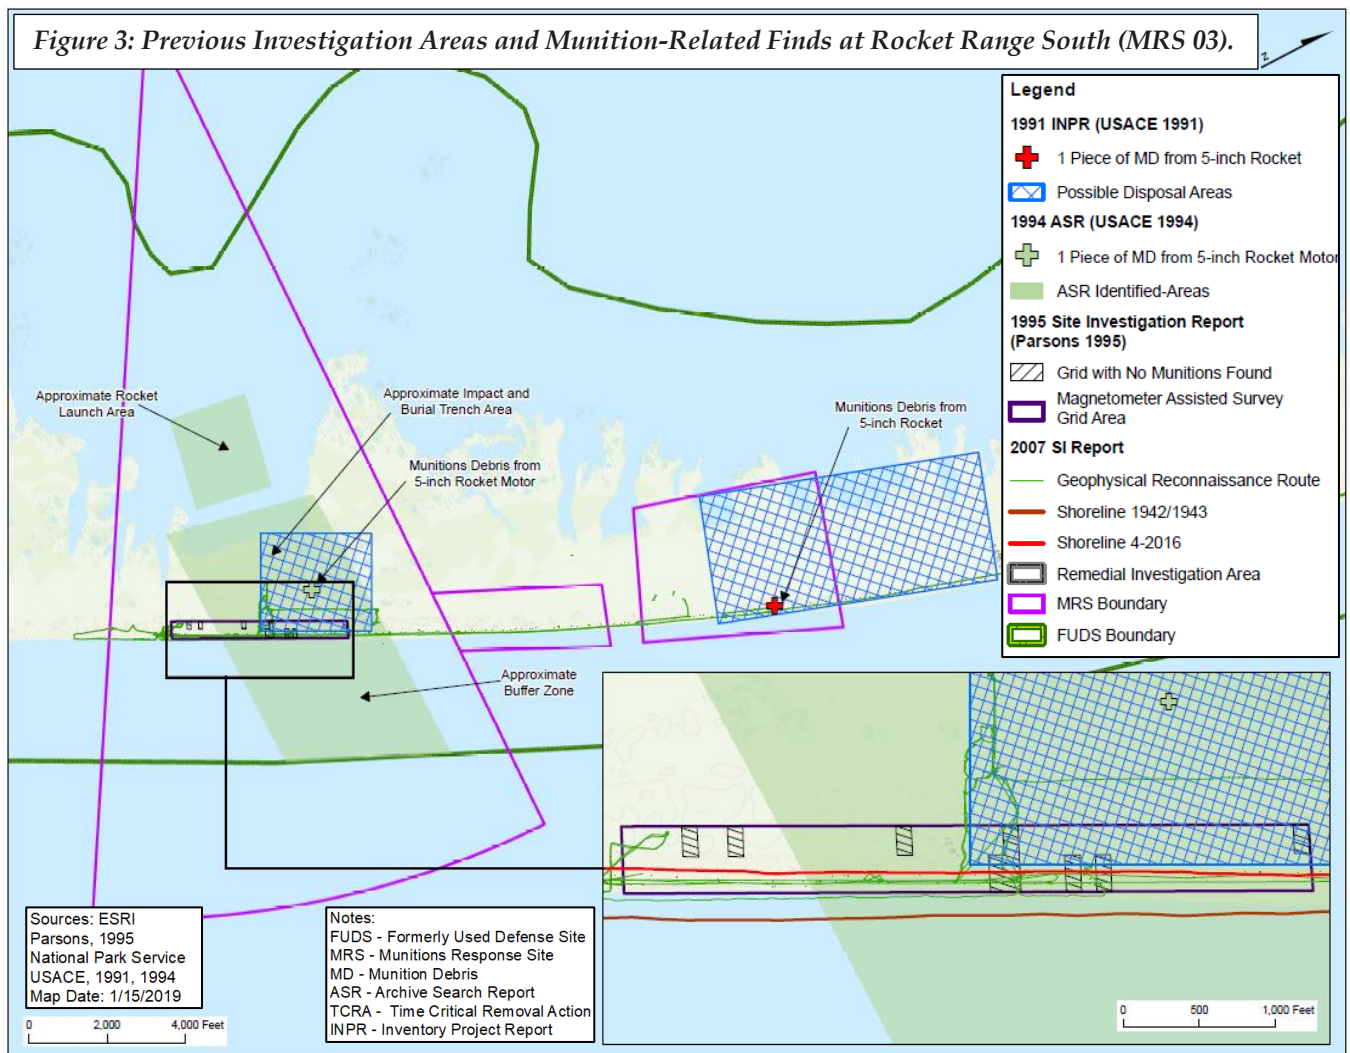 Figure 3: Previous Investigation Areas and Munition-Related Finds at Rocket Range South (MRS 03).
N
Legend
1991 INPR (USACE 1991)
1 Piece of MD from 5-inch Rocket
Possible Disposal Areas
1994 ASR (USACE 1994)
1 Piece of MD from 5-inch Rocket Motor
ASR Identified-Areas
1995 Site Investigation Report
(Parsons 1995)
Grid with No Munitions Found
Magnetometer Assisted Survey
Grid Area
2007 SI Report
Geophysical Reconnaissance Route
Shoreline 1942/1943
Shoreline 4-2016
Remedial Investigation Area
MRS Boundary
FUDS Boundary
Approximate Rocket
Launch Area
Approximate Impact and
Burial Trench Area
Munitions Debris from
5-inch Rocket Motor
Munitions Debris from
5-inch Rocket
Approximate
Buffer Zone
Sources: ESRI
Parsons, 1995
National Park Service
USACE, 1991, 1994
Map Date: 1/15/2019
0 2,000 4,000 Feet
Notes:
FUDS - Formerly Used Defense Site
MRS - Munitions Response Site
MD - Munition Debris
ASR - Archive Search Report
TCRA - Time Critical Removal Action
INPR - Inventory Project Report
0 500 1,000 Feet